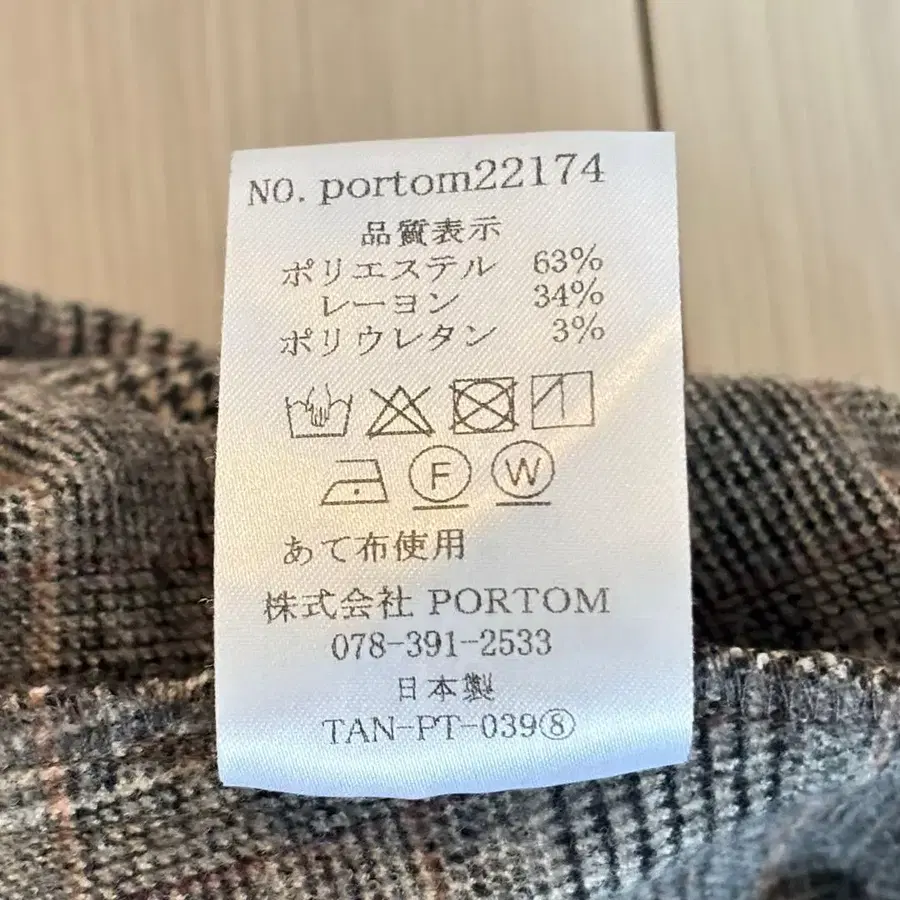 NO. portom22174
品質表示
ポリエステル 63%
レーヨン 34%
ポリウレタン 3%
F W
あて布使用
株式会社 PORTOM
078-391-2533
日本製
TAN-PT-039⑧